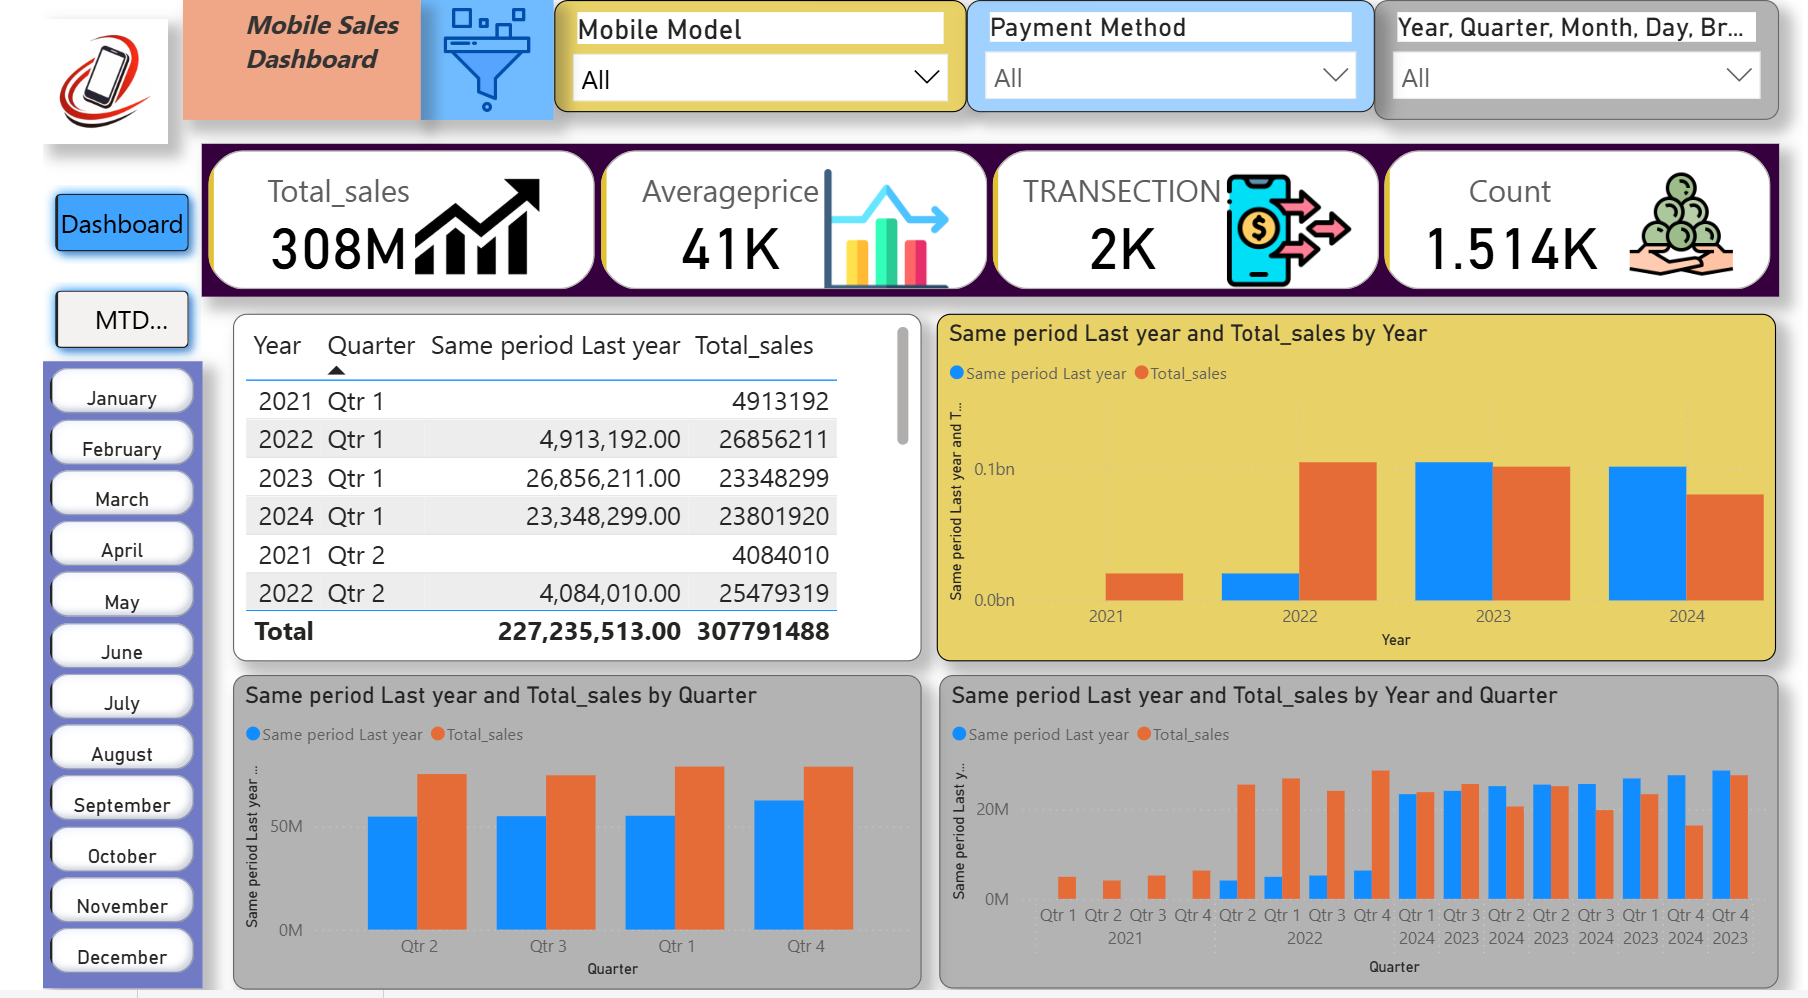 Mobile Sales
Dashboard
Mobile Model
All
Payment Method
All
Year, Quarter, Month, Day, Br...
All
Dashboard
MTD...
January
February
March
April
May
June
July
August
September
October
November
December
Total_sales
308M
Averageprice
41K
TRANSECTION
2K
$
Count
1.514K
Year Quarter Same period Last year Total_sales
2021 Qtr 1 4913192
2022 Qtr 1 4,913,192.00 26856211
2023 Qtr 1 26,856,211.00 23348299
2024 Qtr 1 23,348,299.00 23801920
2021 Qtr 2 4084010
2022 Qtr 2 4,084,010.00 25479319
Total 227,235,513.00 307791488
Same period Last year and Total_sales by Year
Same period Last year Total_sales
Same period Last year and T...
0.1bn
0.0bn
2021 2022 2023 2024
Year
Same period Last year and Total_sales by Quarter
Same period Last year Total_sales
Same period Last year ...
50M
0M
Qtr 2 Qtr 3 Qtr 1 Qtr 4
Quarter
Same period Last year and Total_sales by Year and Quarter
Same period Last year Total_sales
Same period Last y...
20M
0M
Qtr 1 Qtr 2 Qtr 3 Qtr 4 Qtr 2 Qtr 1 Qtr 3 Qtr 4 Qtr 1 Qtr 3 Qtr 2 Qtr 2 Qtr 3 Qtr 1 Qtr 4 Qtr 4
2021 2022 2024 2023 2024 2023 2024 2023 2024 2023
Quarter